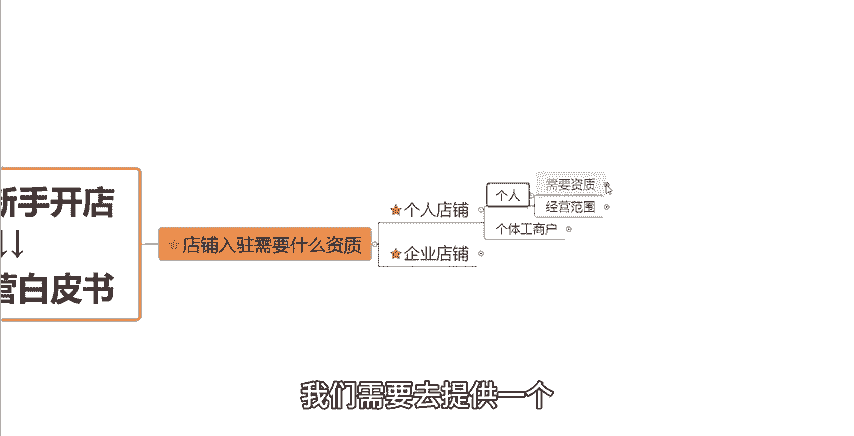 新手开店
↓↓
营白皮书
☆店铺入驻需要什么资质
★个人店铺
★企业店铺
个人
个体工商户
需要资质
经营范围
我们需要去提供一个